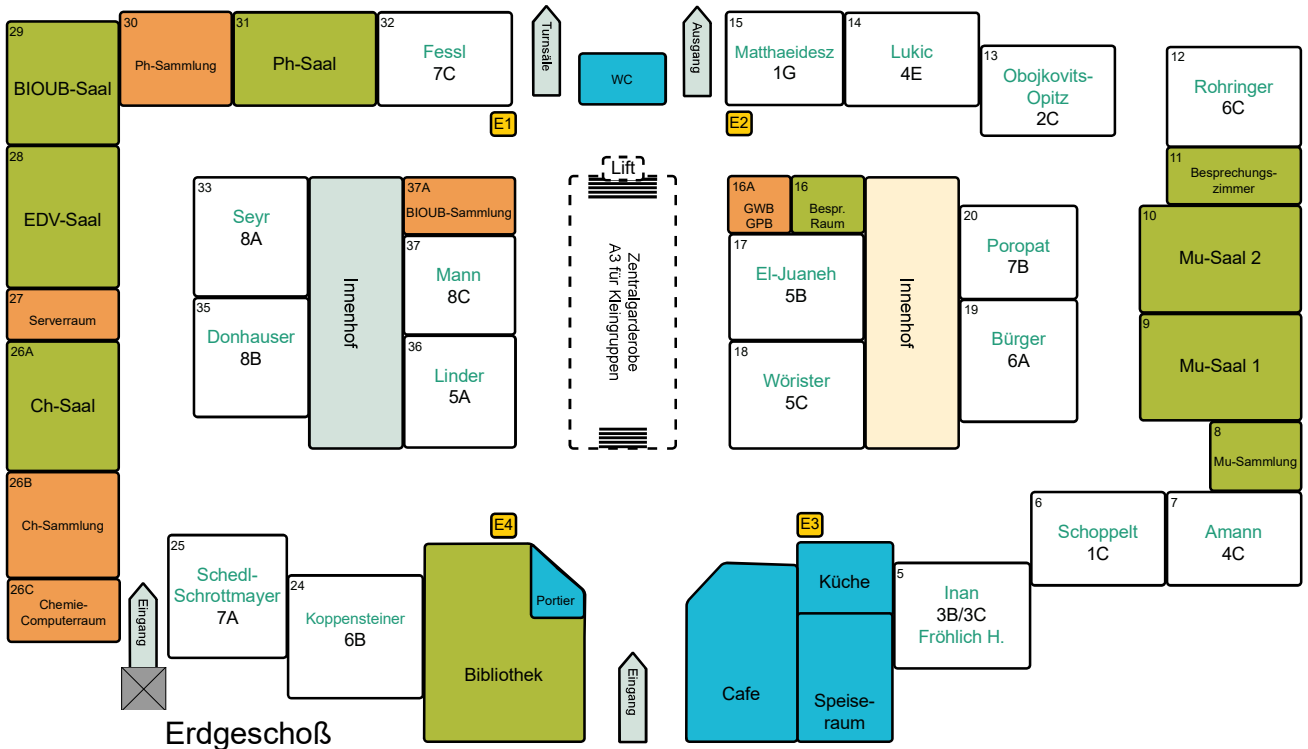 29
BIOUB-Saal
30
Ph-Sammlung
31
Ph-Saal
32
Fessl
7C
Turnsäle
WC
Ausgang
15
Matthaeidesz
1G
14
Lukic
4E
13
Obojkovits-
Opitz
2C
12
Rohringer
6C
E1
E2
28
EDV-Saal
33
Seyr
8A
Innenhof
37A
BIOUB-Sammlung
37
Mann
8C
Lift
Zentralgarderobe
A3 für Kleingruppen
16A
GWB
GPB
16
Bespr.
Raum
17
El-Juaneh
5B
Innenhof
20
Poropat
7B
11
Besprechungs-
zimmer
10
Mu-Saal 2
27
Serverraum
35
Donhauser
8B
36
Linder
5A
18
Wörister
5C
19
Bürger
6A
9
Mu-Saal 1
26A
Ch-Saal
8
Mu-Sammlung
26B
Ch-Sammlung
E4
E3
6
Schoppelt
1C
7
Amann
4C
25
Schedl-
Schrottmayer
7A
24
Koppensteiner
6B
Bibliothek
Portier
Küche
5
Inan
3B/3C
Fröhlich H.
26C
Chemie-
Computerraum
Eingang
Eingang
Cafe
Speise-
raum
Erdgeschoß